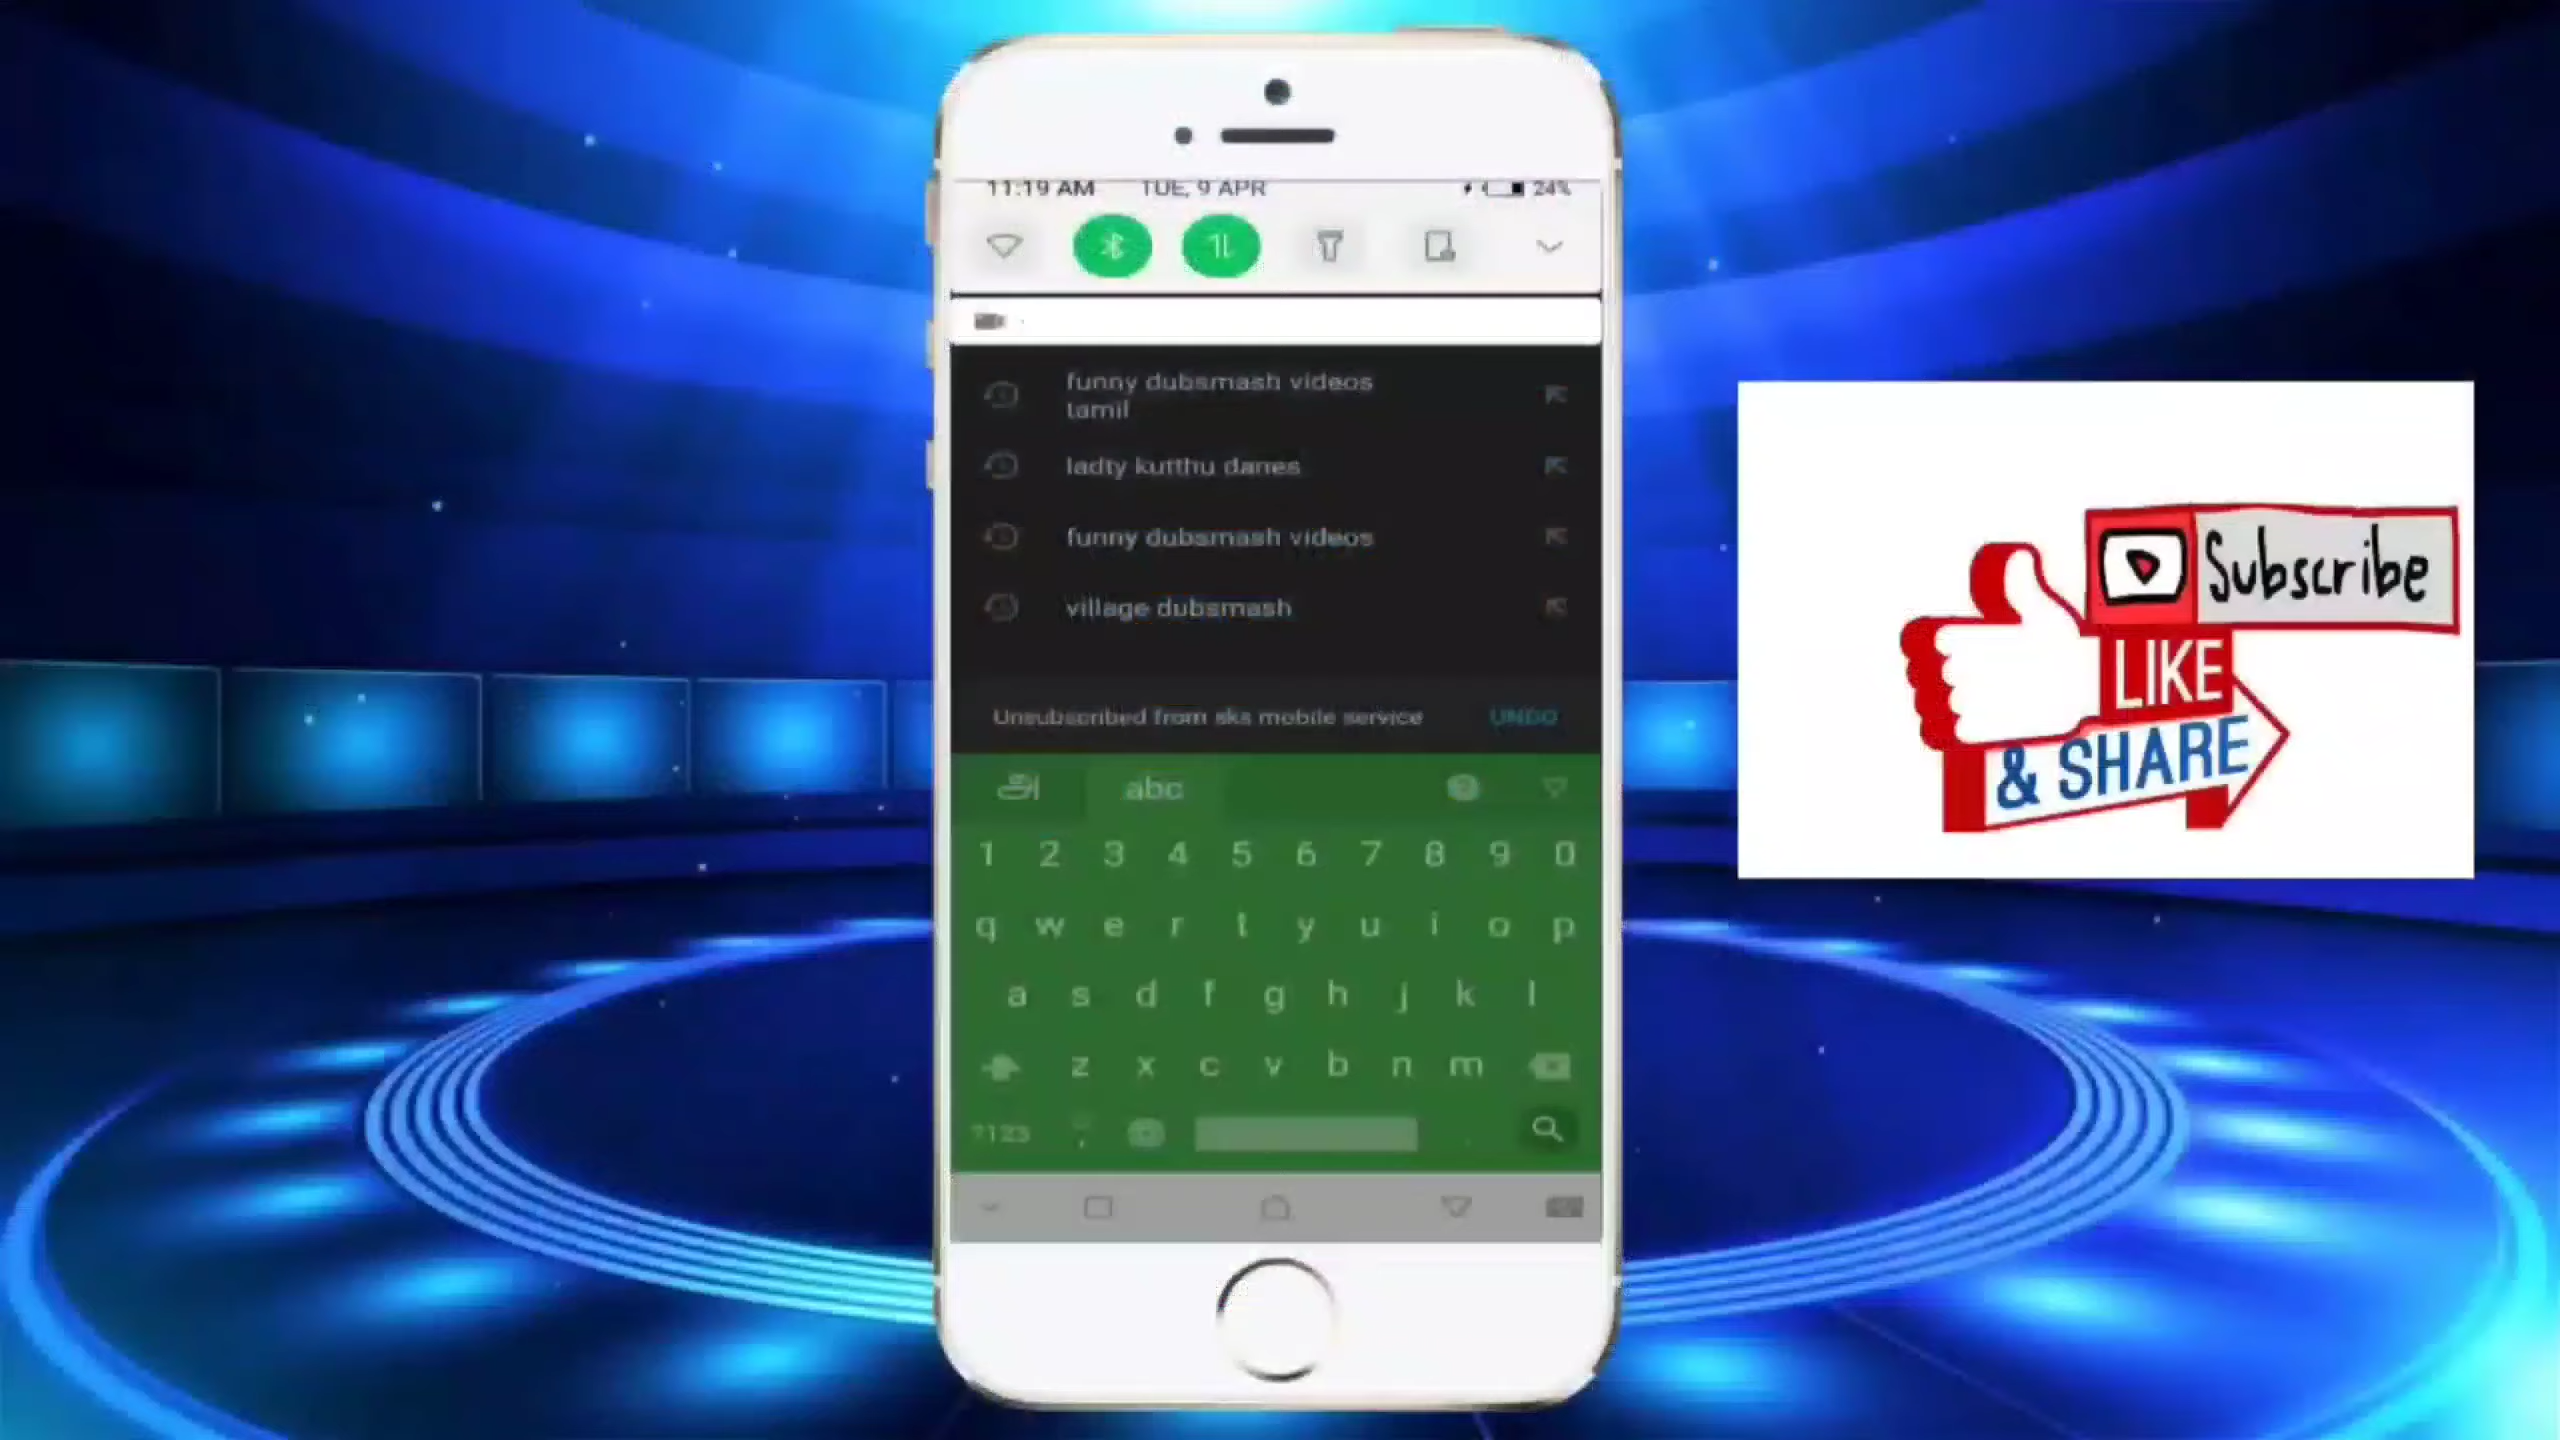 11:19 AM TUE, 9 APR 24%
funny dubsmash videos
tamil
ladty kutthu danes
funny dubsmash videos
village dubsmash
Unsubscribed from sks mobile service UNDO
அ abc
1 2 3 4 5 6 7 8 9 0
q w e r t y u i o p
a s d f g h j k l
z x c v b n m
?123 , .
Subscribe
LIKE
& SHARE